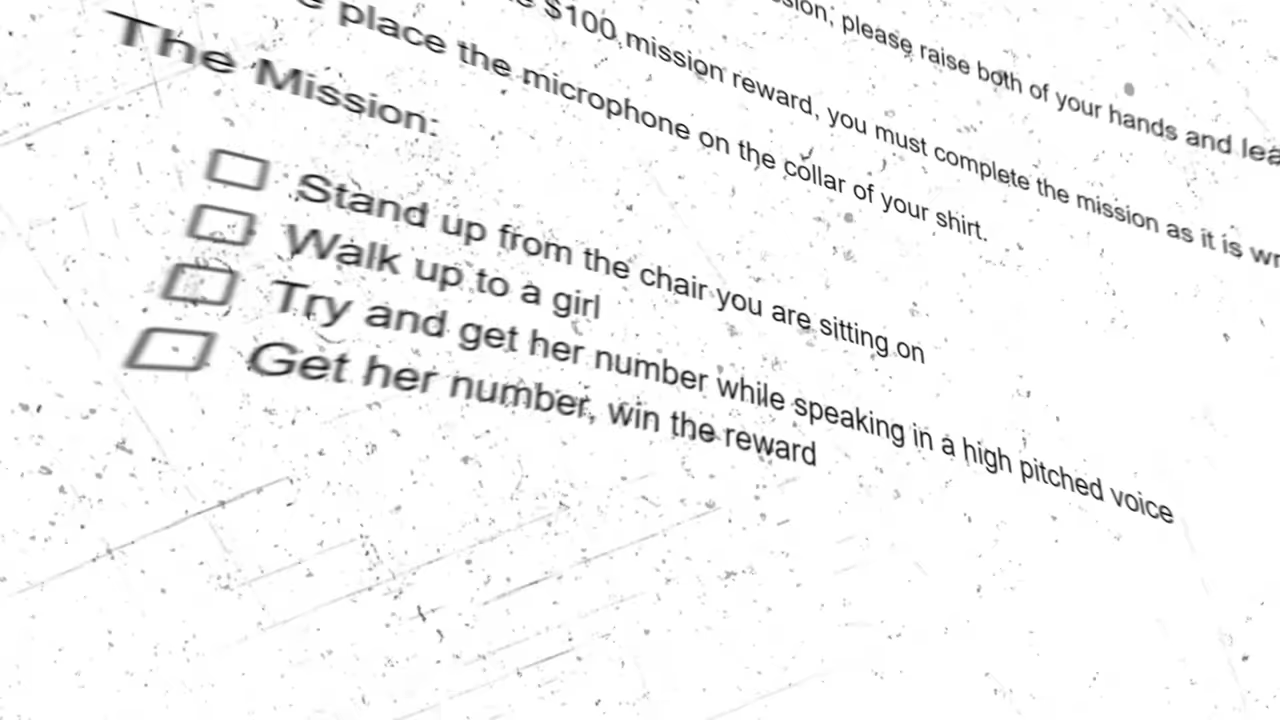 please raise both of your hands and
$100 mission reward, you must complete the mission as it is
place the microphone on the collar of your shirt.
The Mission:
Stand up from the chair you are sitting on
Walk up to a girl
Try and get her number while speaking in a high pitched voice
Get her number, win the reward